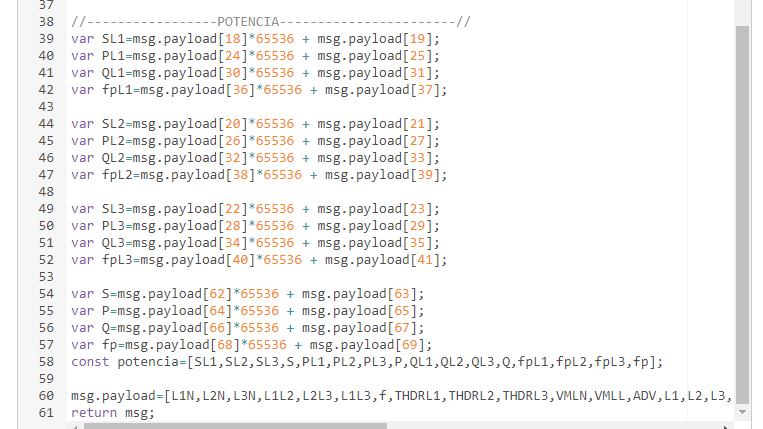 37
38 //-----------------POTENCIA-----------------------//
39 var SL1=msg.payload[18]*65536 + msg.payload[19];
40 var PL1=msg.payload[24]*65536 + msg.payload[25];
41 var QL1=msg.payload[30]*65536 + msg.payload[31];
42 var fpL1=msg.payload[36]*65536 + msg.payload[37];
43
44 var SL2=msg.payload[20]*65536 + msg.payload[21];
45 var PL2=msg.payload[26]*65536 + msg.payload[27];
46 var QL2=msg.payload[32]*65536 + msg.payload[33];
47 var fpL2=msg.payload[38]*65536 + msg.payload[39];
48
49 var SL3=msg.payload[22]*65536 + msg.payload[23];
50 var PL3=msg.payload[28]*65536 + msg.payload[29];
51 var QL3=msg.payload[34]*65536 + msg.payload[35];
52 var fpL3=msg.payload[40]*65536 + msg.payload[41];
53
54 var S=msg.payload[62]*65536 + msg.payload[63];
55 var P=msg.payload[64]*65536 + msg.payload[65];
56 var Q=msg.payload[66]*65536 + msg.payload[67];
57 var fp=msg.payload[68]*65536 + msg.payload[69];
58 const potencia=[SL1,SL2,SL3,S,PL1,PL2,PL3,P,QL1,QL2,QL3,Q,fpL1,fpL2,fpL3,fp];
59
60 msg.payload=[L1N,L2N,L3N,L1L2,L2L3,L1L3,f,THDRL1,THDRL2,THDRL3,VMLN,VMLL,ADV,L1,L2,L3,
61 return msg;